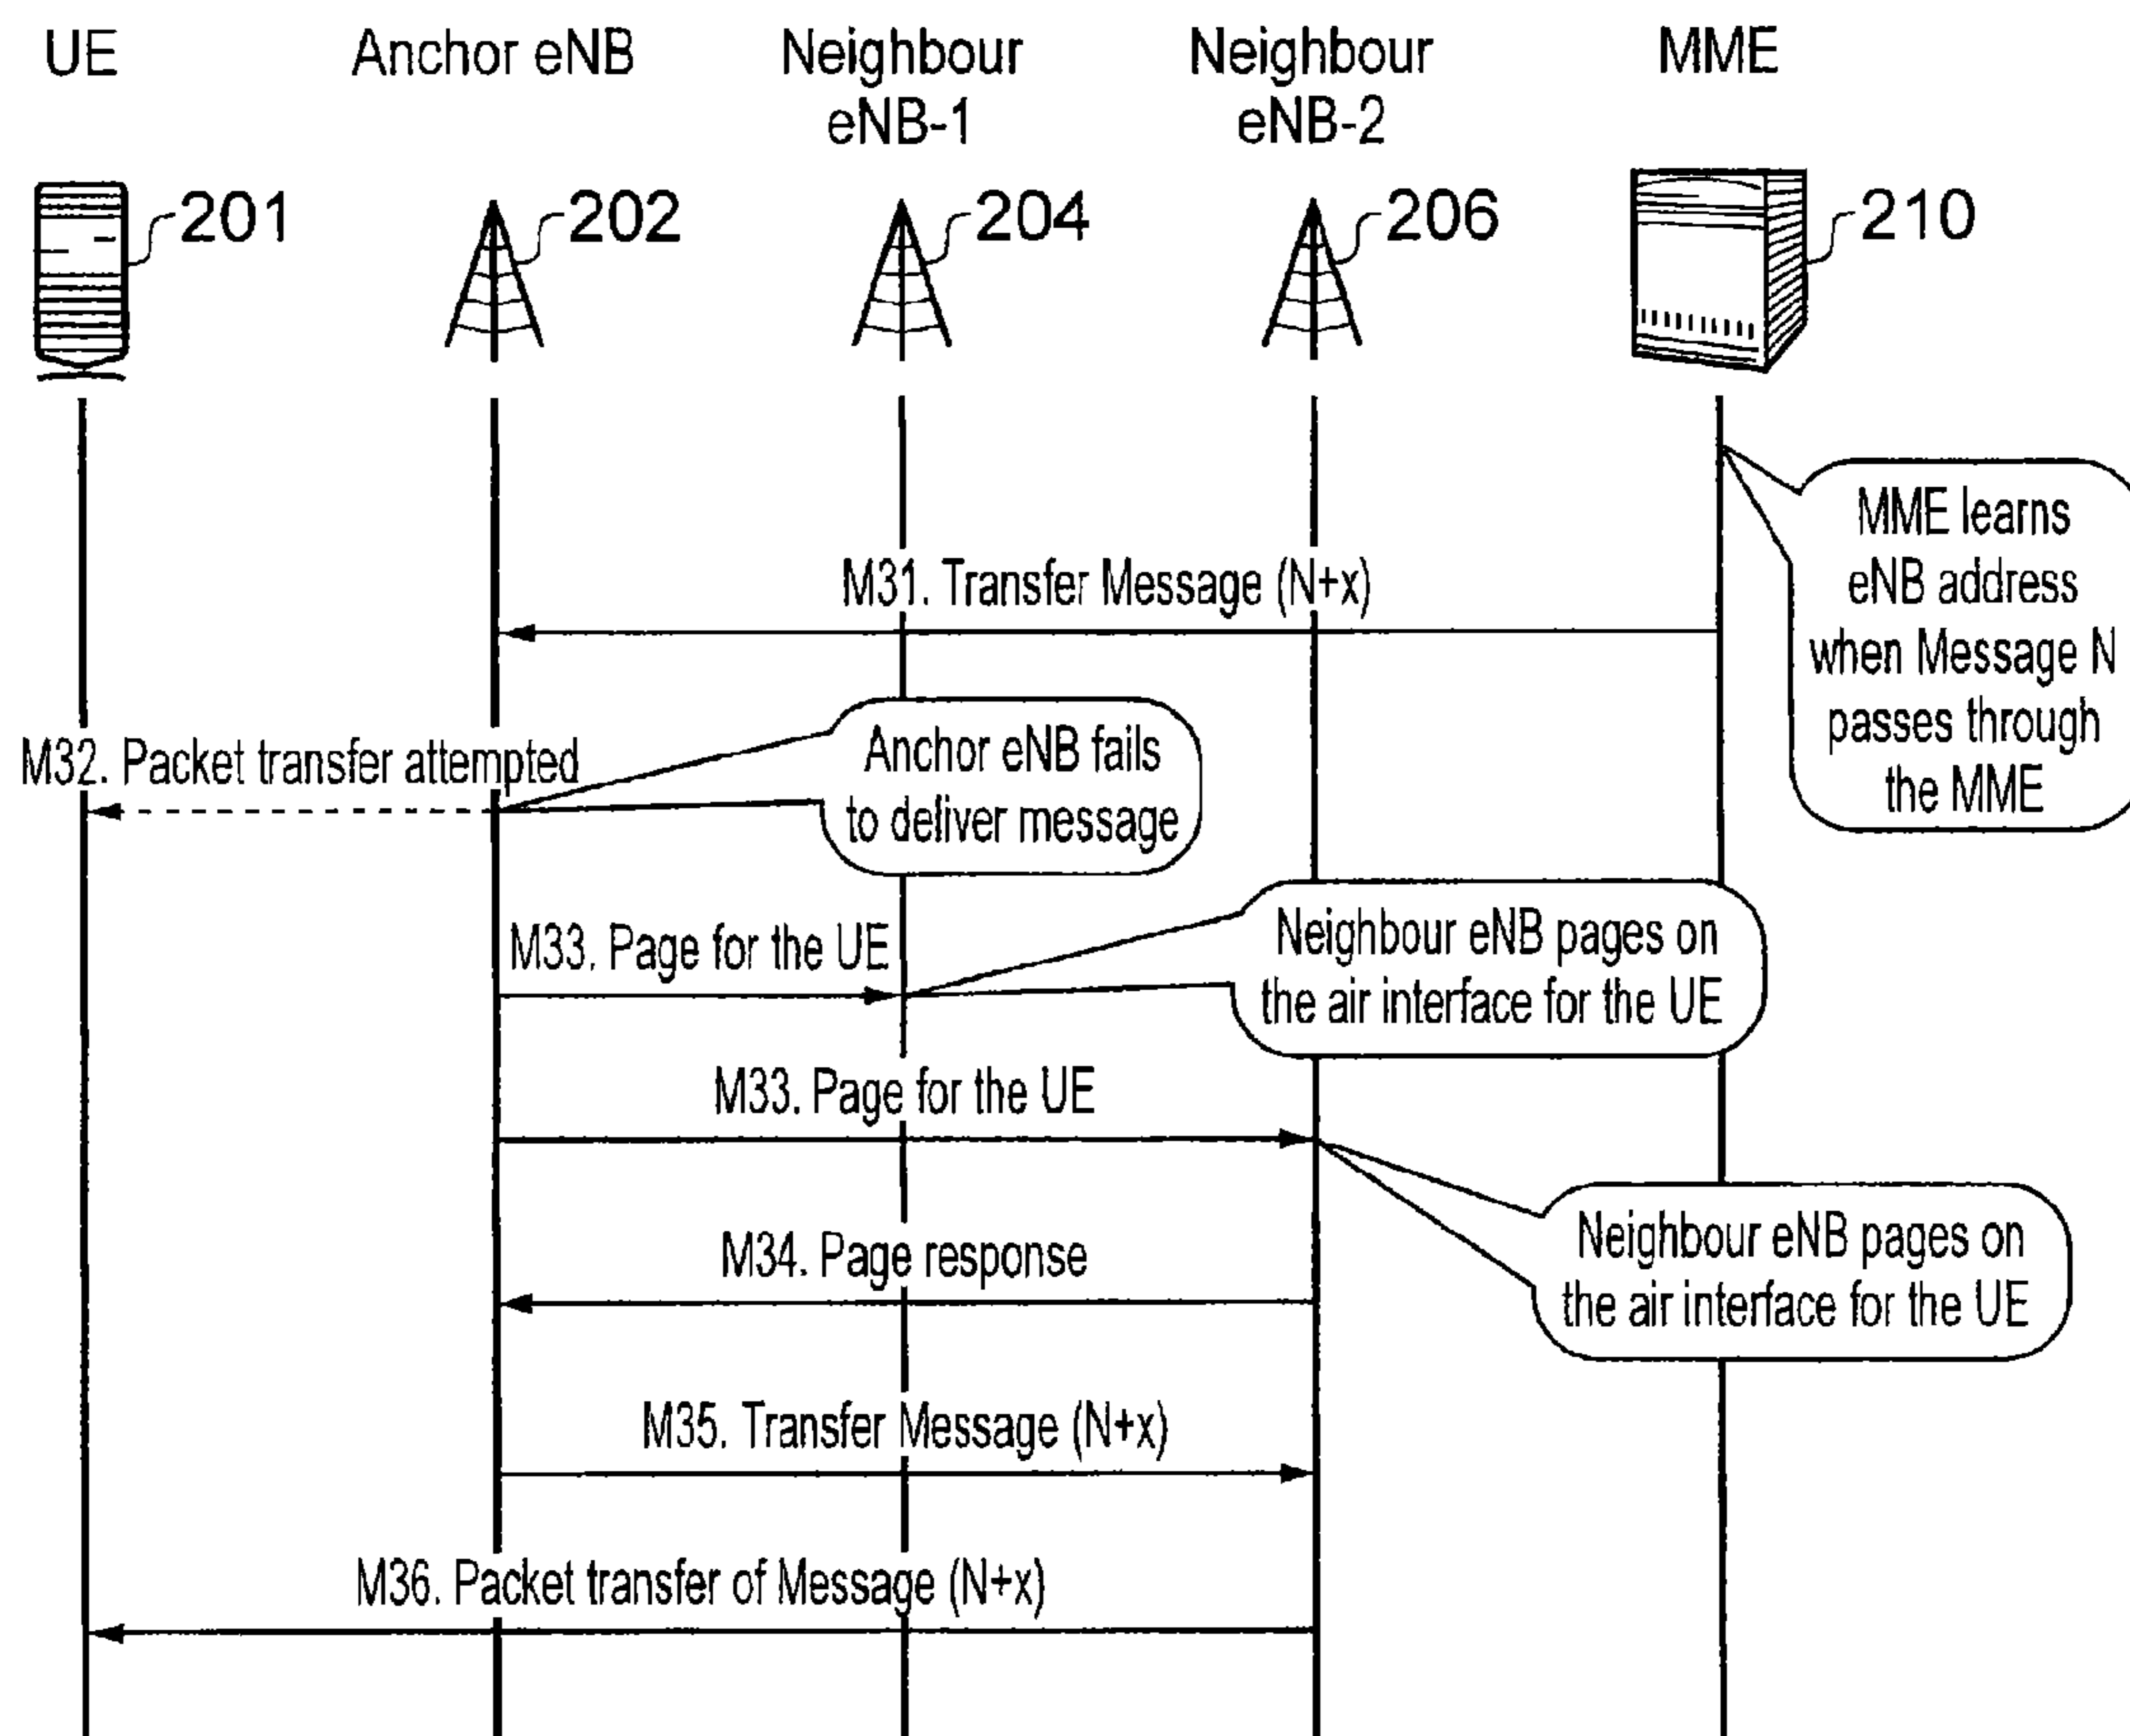 UE
Anchor eNB
Neighbour
eNB-1
Neighbour
eNB-2
MME
201
202
204
206
210
MME learns
eNB address
when Message N
passes through
the MME
M31. Transfer Message (N+x)
Anchor eNB fails
to deliver message
M32. Packet transfer attempted
Neighbour eNB pages on
the air interface for the UE
M33. Page for the UE
M33. Page for the UE
Neighbour eNB pages on
the air interface for the UE
M34. Page response
M35. Transfer Message (N+x)
M36. Packet transfer of Message (N+x)